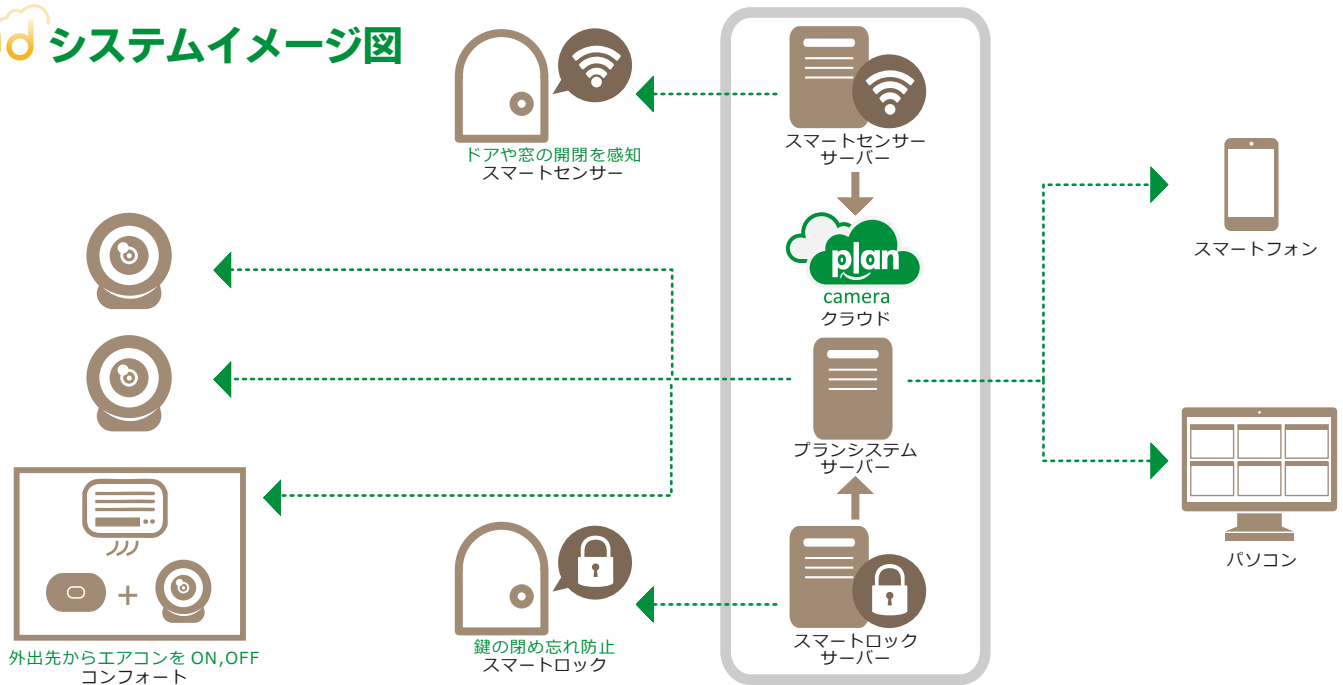 システムイメージ図
ドアや窓の開閉を感知
スマートセンサー
スマートセンサー
サーバー
plan
camera
クラウド
プランシステム
サーバー
スマートロック
サーバー
スマートフォン
パソコン
鍵の閉め忘れ防止
スマートロック
外出先からエアコンを ON,OFF
コンフォート